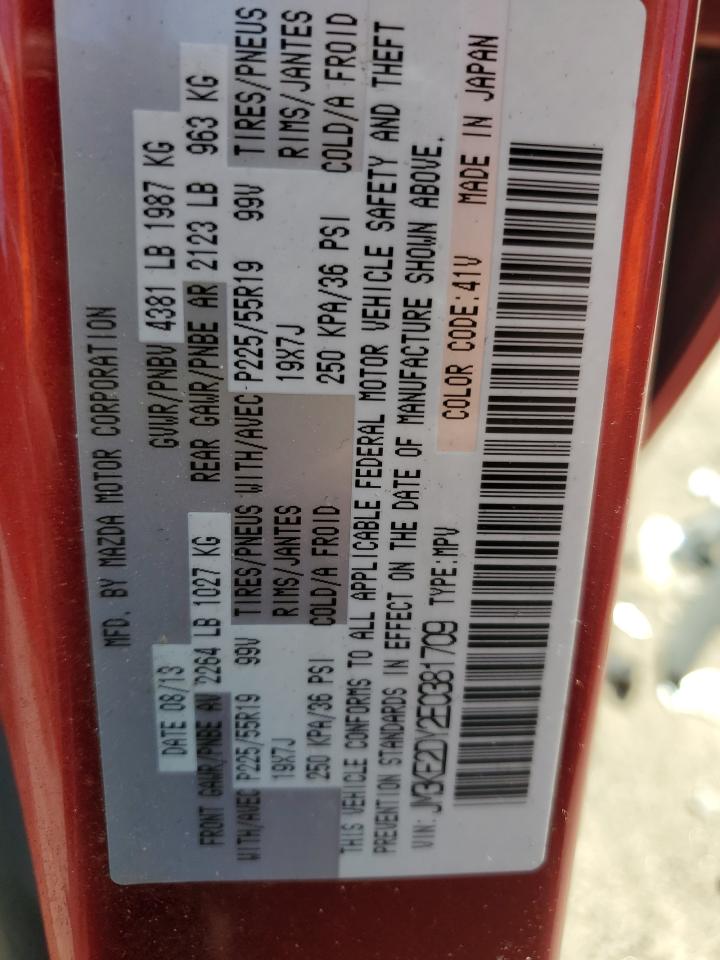 MFD. BY MAZDA MOTOR CORPORATION
DATE 08/13 GVWR/PNBV 4381 LB 1987 KG
FRONT GAWR/PNBE AV 2264 LB 1027 KG REAR GAWR/PNBE AR 2123 LB 963 KG
WITH/AVEC P225/55R19 99V TIRES/PNEUS WITH/AVEC P225/55R19 99V TIRES/PNEUS
19X7J RIMS/JANTES 19X7J RIMS/JANTES
250 KPA/36 PSI COLD/A FROID 250 KPA/36 PSI COLD/A FROID
THIS VEHICLE CONFORMS TO ALL APPLICABLE FEDERAL MOTOR VEHICLE SAFETY AND THEFT
PREVENTION STANDARDS IN EFFECT ON THE DATE OF MANUFACTURE SHOWN ABOVE.
VIN: JM3KE2DY2E0381709 TYPE:MPV COLOR CODE:41V MADE IN JAPAN